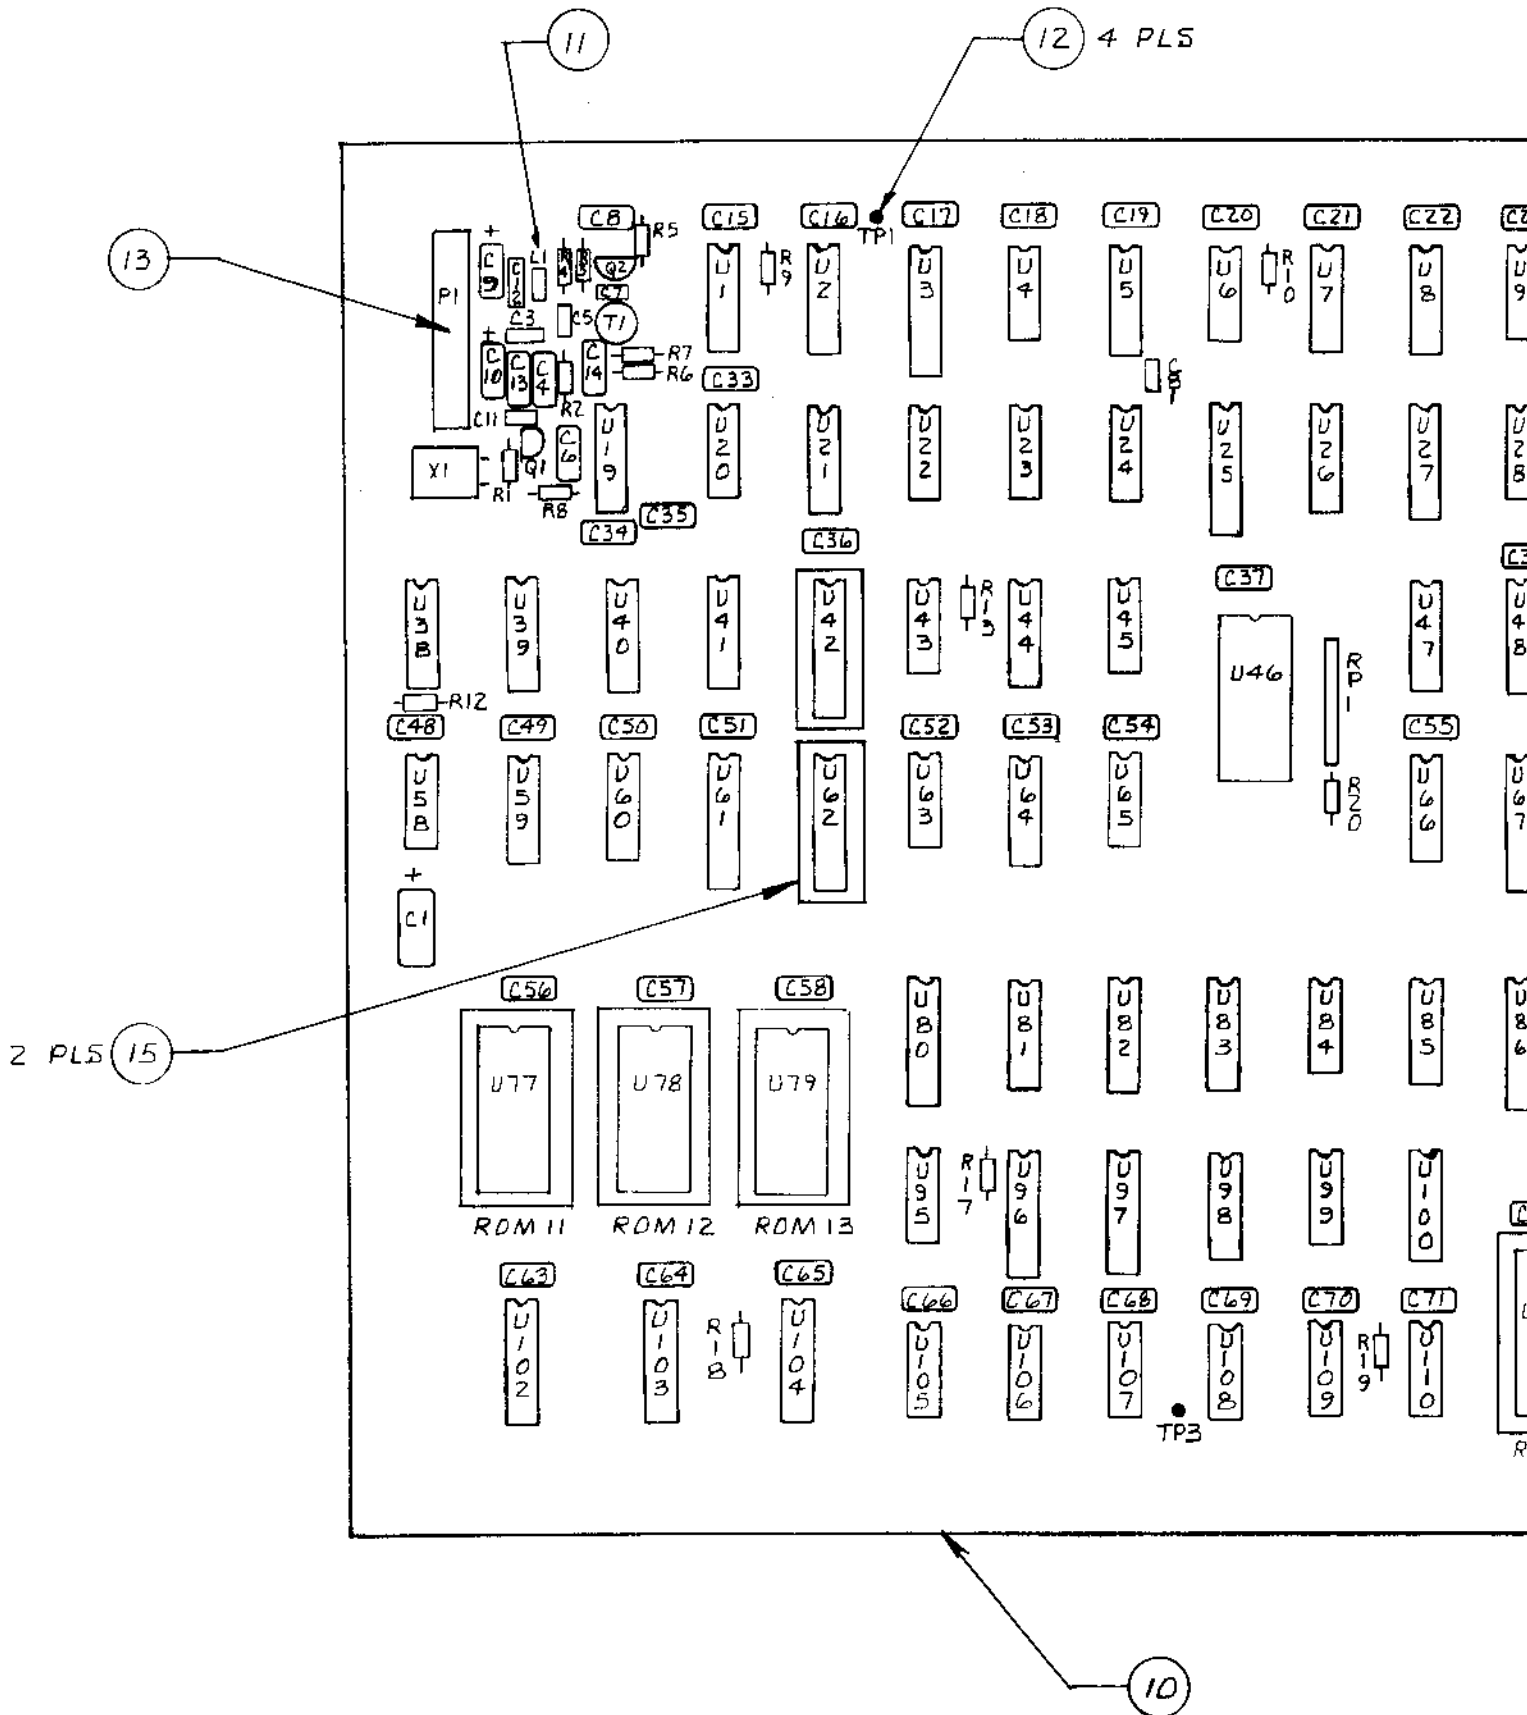 11
12 4 PLS
13
C8 C15 C16 C17 C18 C19 C20 C21 C22
TP1
R5
+
P1 C9 C12 L1 R4 Q2 C7
U1 R9 U2 U3 U4 U5 U6 R10 U7 U8 U9
C3 C5 T1
+
C10 C13 C4 R2 C14 R7
R6
C33
C11 Q1 C6 U19 U20 U21 U22 U23 U24 U25 U26 U27 U28
X1 R1 R8
C34 C35 C36
C37
U38 U39 U40 U41 U42 U43 R13 U44 U45 U46 RP1 U47 U48
R12
C48 C49 C50 C51 C52 C53 C54 C55
U58 U59 U60 U61 U62 U63 U64 U65 R20 U66 U67
+
C1
C56 C57 C58
2 PLS 15
U77 U78 U79 U80 U81 U82 U83 U84 U85 U86
U95 R17 U96 U97 U98 U99 U100
ROM 11 ROM 12 ROM 13
C63 C64 C65 C66 C67 C68 C69 C70 C71
U102 U103 R18 U104 U105 U106 U107 U108 U109 R19 U110
TP3
10